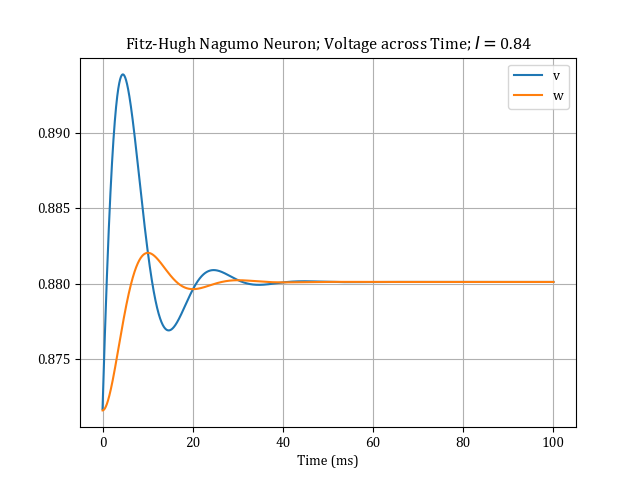 Fitz-Hugh Nagumo Neuron; Voltage across Time; I = 0.84
v
w
0.890
0.885
0.880
0.875
0 20 40 60 80 100
Time (ms)